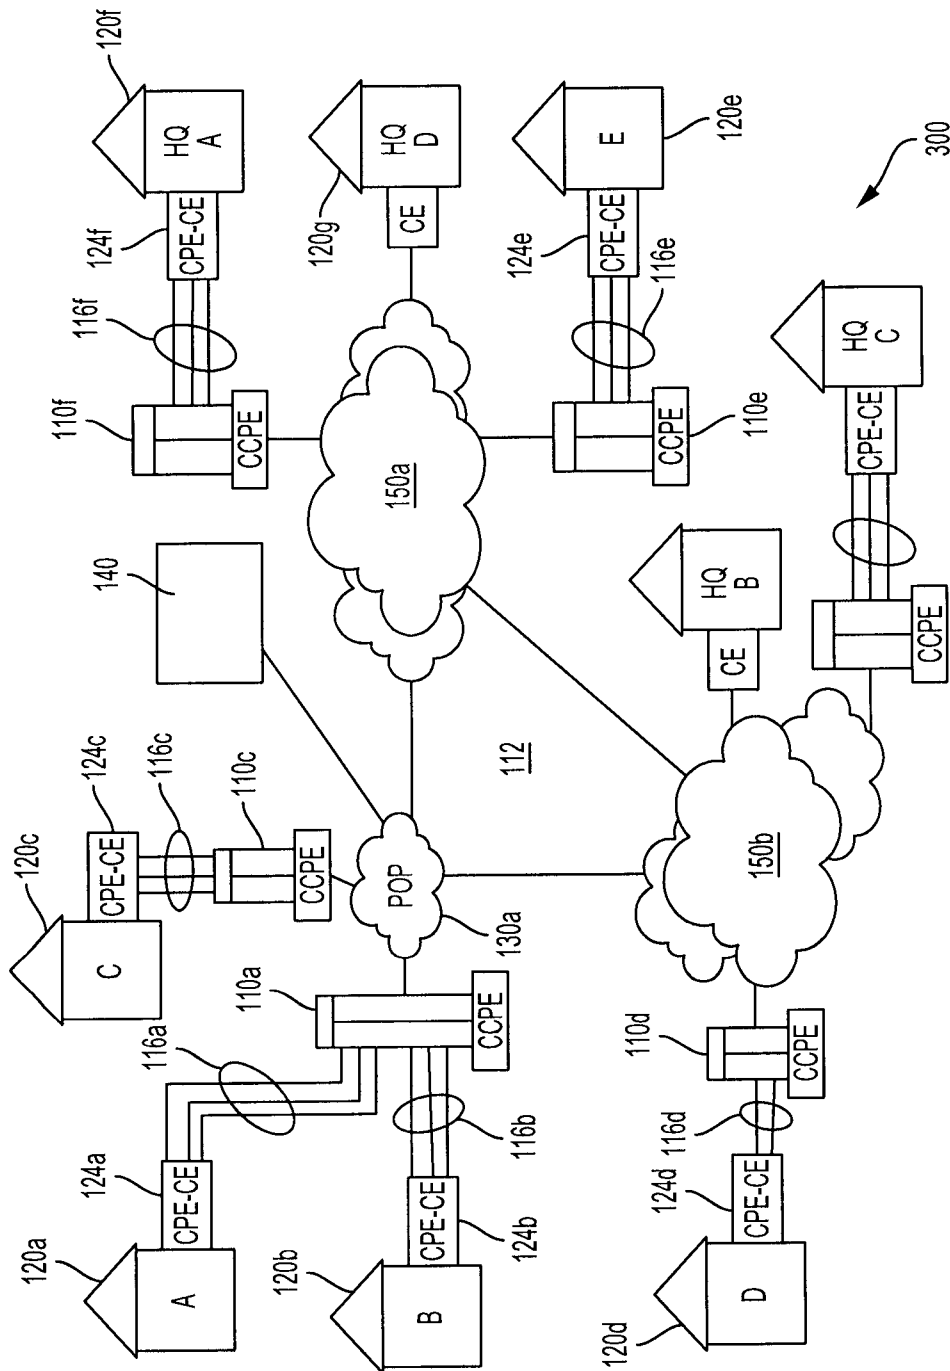 120a
A
124a
CPE-CE
116a
120b
B
CPE-CE
124b
116b
120c
C
CPE-CE
124c
116c
110c
CCPE
110a
CCPE
POP
130a
140
112
110f
CCPE
116f
124f
CPE-CE
120f
HQ
A
150a
CE
120g
HQ
D
110e
CCPE
116e
124e
CPE-CE
E
120e
120d
D
CPE-CE
124d
116d
110d
CCPE
150b
CE
HQ
B
CCPE
CPE-CE
HQ
C
300